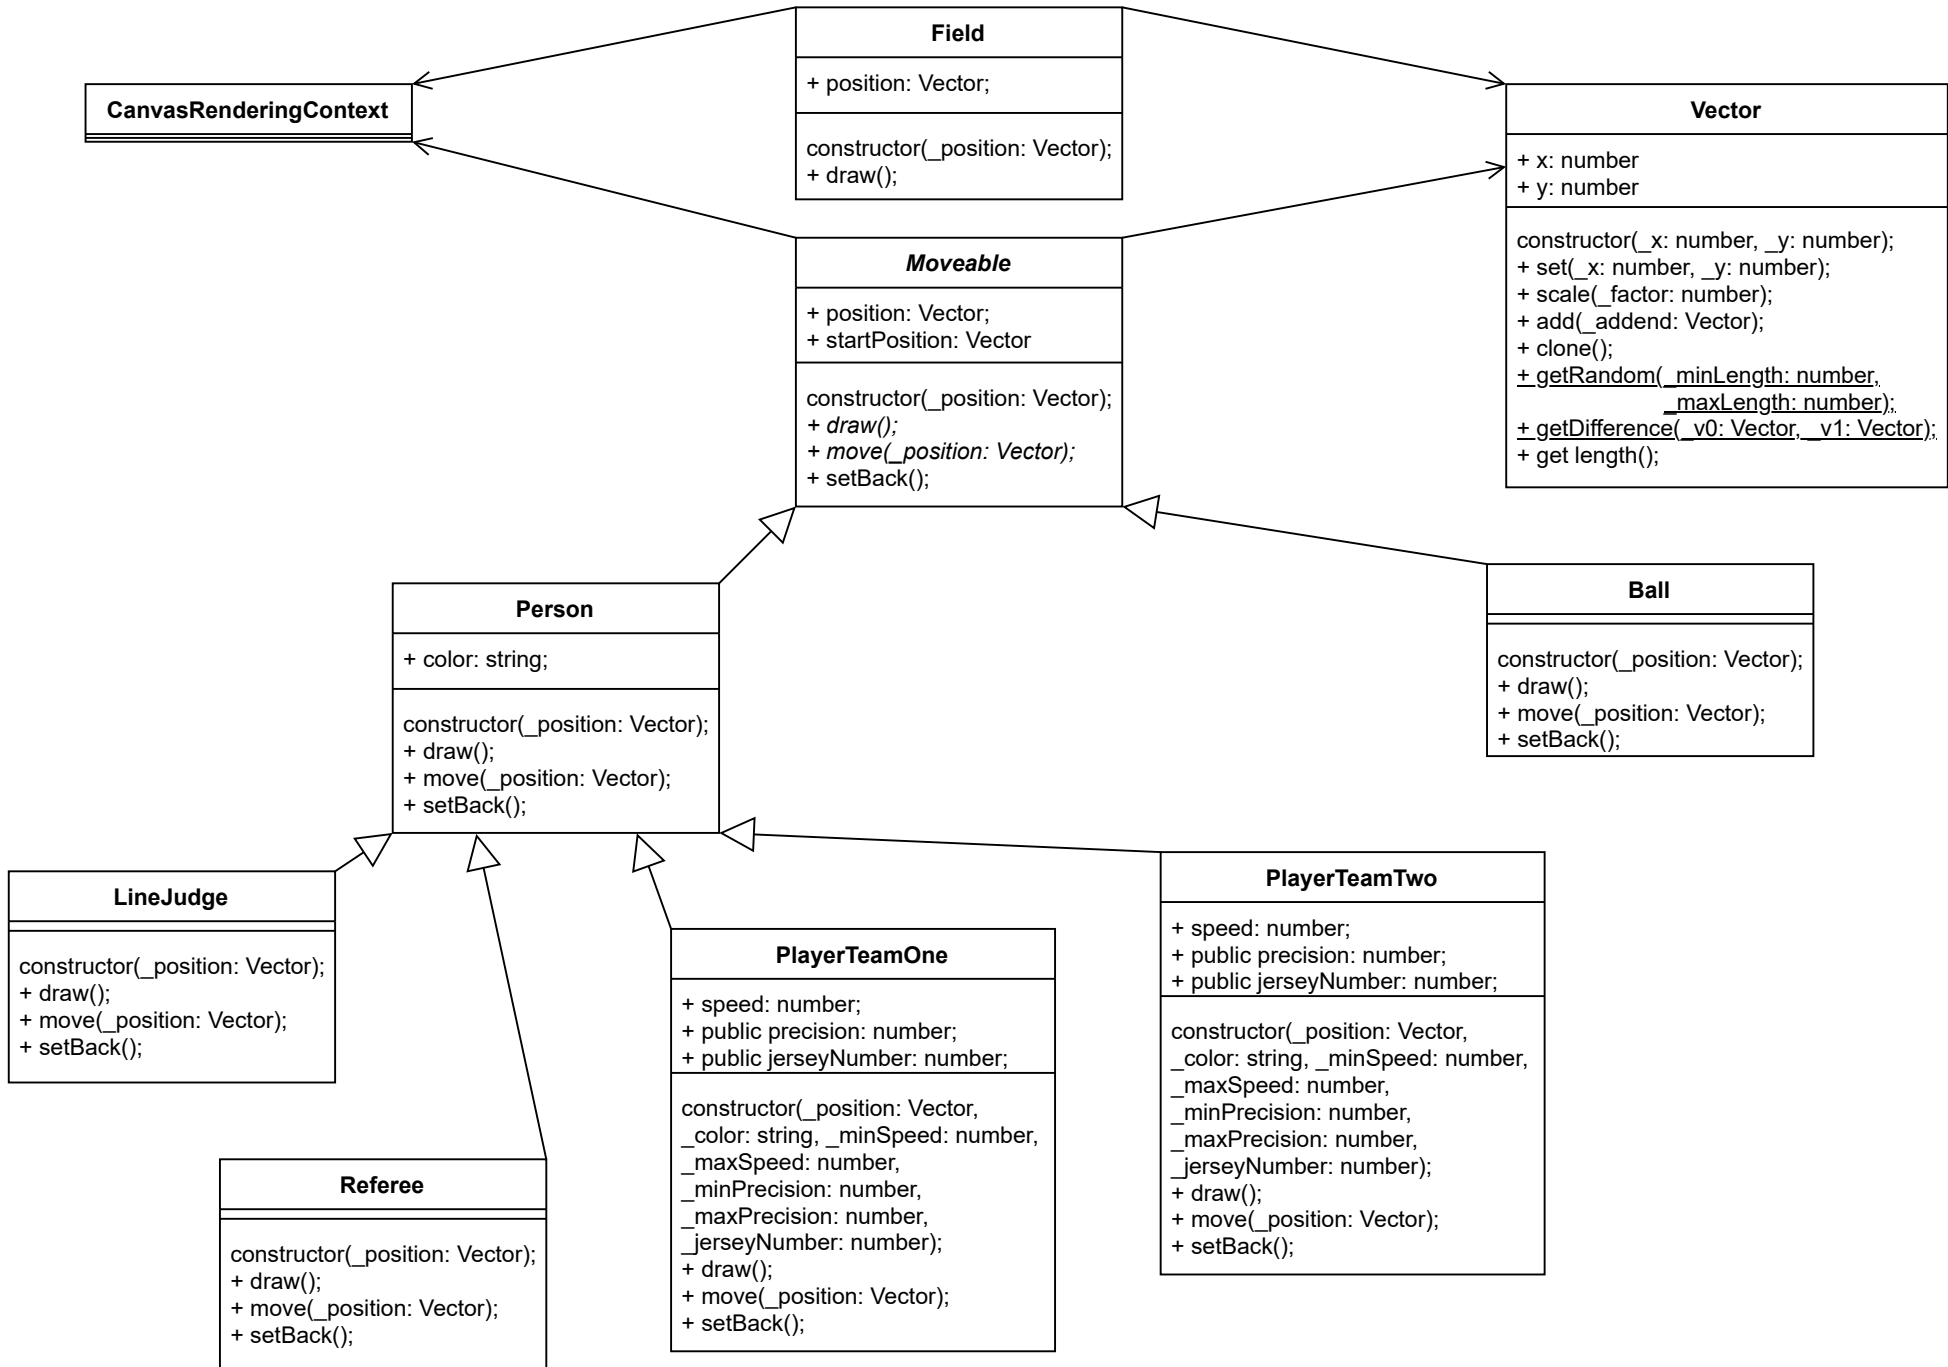 Field
+ position: Vector;
constructor(_position: Vector);
+ draw();
CanvasRenderingContext
Vector
+ x: number
+ y: number
constructor(_x: number, _y: number);
+ set(_x: number, _y: number);
+ scale(_factor: number);
+ add(_addend: Vector);
+ clone();
+ getRandom(_minLength: number,
_maxLength: number);
+ getDifference(_v0: Vector, _v1: Vector);
+ get length();
Moveable
+ position: Vector;
+ startPosition: Vector
constructor(_position: Vector);
+ draw();
+ move(_position: Vector);
+ setBack();
Person
+ color: string;
constructor(_position: Vector);
+ draw();
+ move(_position: Vector);
+ setBack();
Ball
constructor(_position: Vector);
+ draw();
+ move(_position: Vector);
+ setBack();
LineJudge
constructor(_position: Vector);
+ draw();
+ move(_position: Vector);
+ setBack();
Referee
constructor(_position: Vector);
+ draw();
+ move(_position: Vector);
+ setBack();
PlayerTeamOne
+ speed: number;
+ public precision: number;
+ public jerseyNumber: number;
constructor(_position: Vector,
_color: string, _minSpeed: number,
_maxSpeed: number,
_minPrecision: number,
_maxPrecision: number,
_jerseyNumber: number);
+ draw();
+ move(_position: Vector);
+ setBack();
PlayerTeamTwo
+ speed: number;
+ public precision: number;
+ public jerseyNumber: number;
constructor(_position: Vector,
_color: string, _minSpeed: number,
_maxSpeed: number,
_minPrecision: number,
_maxPrecision: number,
_jerseyNumber: number);
+ draw();
+ move(_position: Vector);
+ setBack();